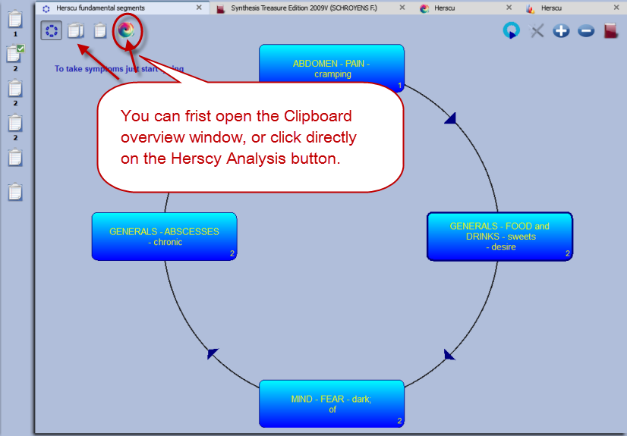 Herscu fundamental segments
Synthesis Treasure Edition 2009V (SCHROYENS F.)
Herscu
Herscu
1
2
2
2
To take symptoms just start
ABDOMEN - PAIN -
cramping
1
You can frist open the Clipboard
overview window, or click directly
on the Herscy Analysis button.
GENERALS - ABSCESSES
- chronic
2
GENERALS - FOOD and
DRINKS - sweets
- desire
2
MIND - FEAR - dark;
of
2